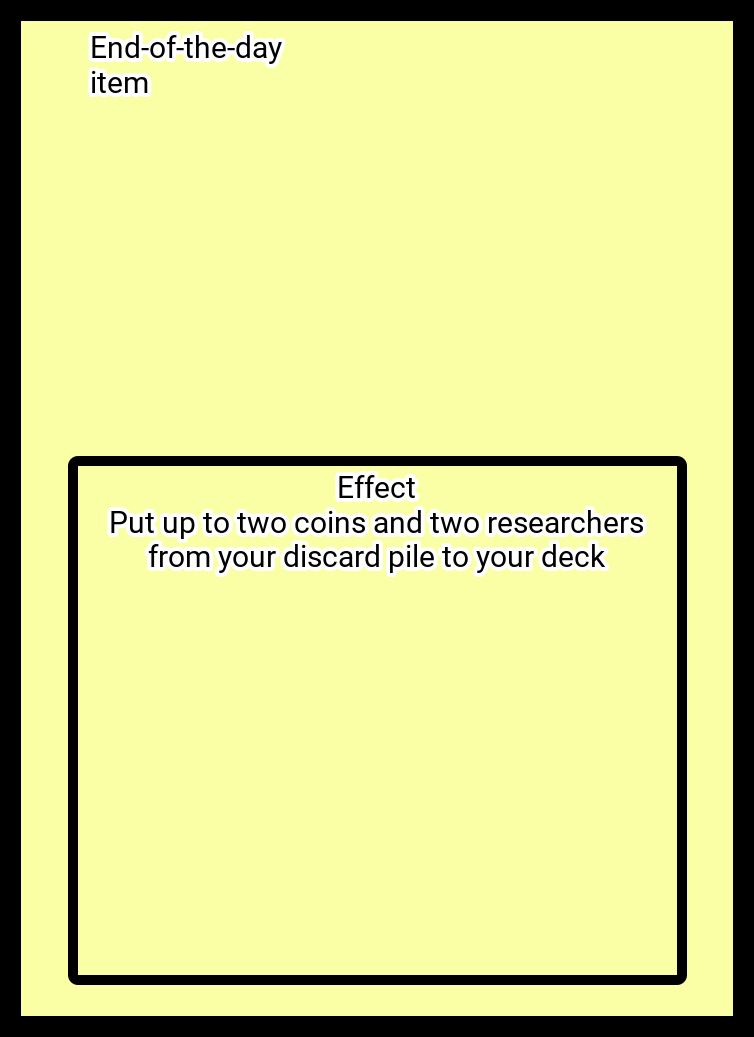 End-of-the-day
item
Effect
Put up to two coins and two researchers
from your discard pile to your deck